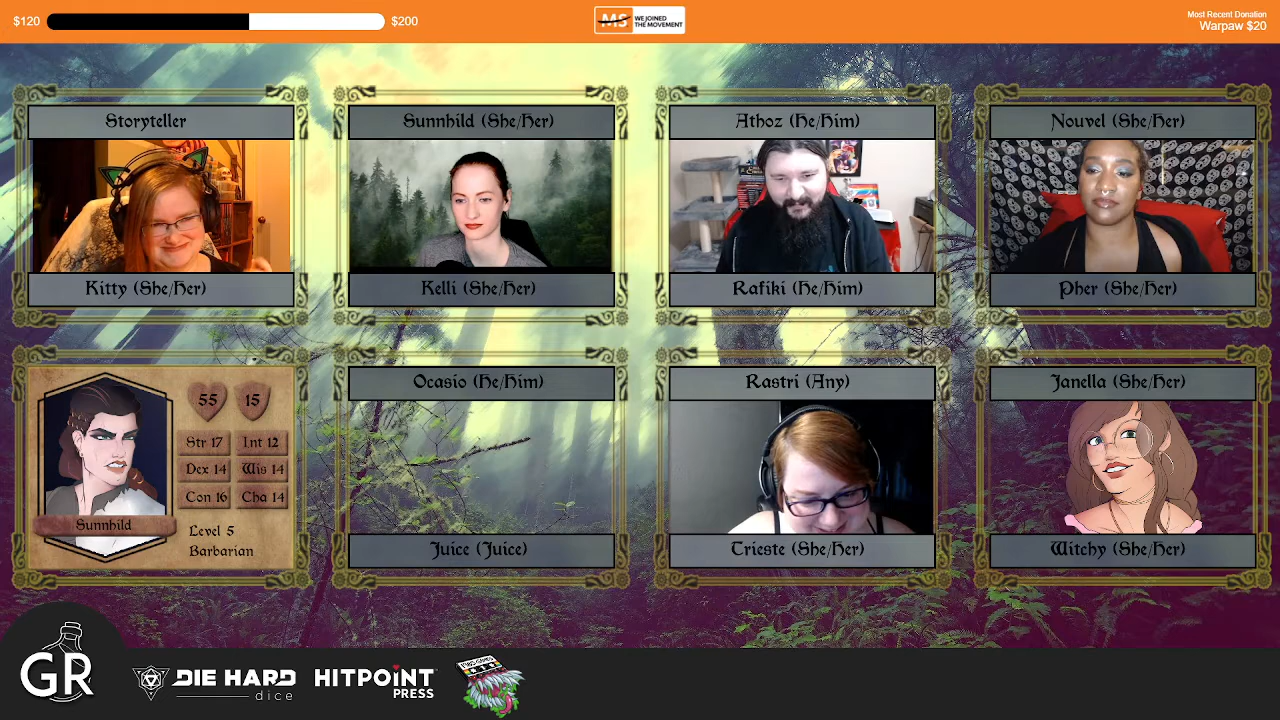 $120
$200
MS
WE JOINED
THE MOVEMENT
Most Recent Donation
Warpaw $20
Storyteller
Sunnhild (She/Her)
Athoz (He/Him)
Nouvel (She/Her)
Kitty (She/Her)
Kelli (She/Her)
Rafiki (He/Him)
Pher (She/Her)
55
15
Str 17
Int 12
Dex 14
Wis 14
Con 16
Cha 14
Sunnhild
Level 5
Barbarian
Ocasio (He/Him)
Rastri (Any)
Janella (She/Her)
Juice (Juice)
Trieste (She/Her)
Witchy (She/Her)
GR
DIE HARD
dice
HITPOINT
PRESS